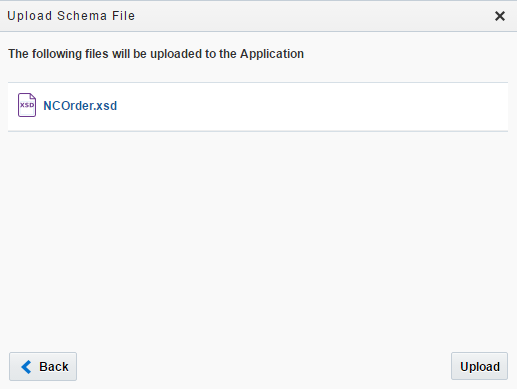 Upload Schema File
The following files will be uploaded to the Application
XSD NCOrder.xsd
Back Upload